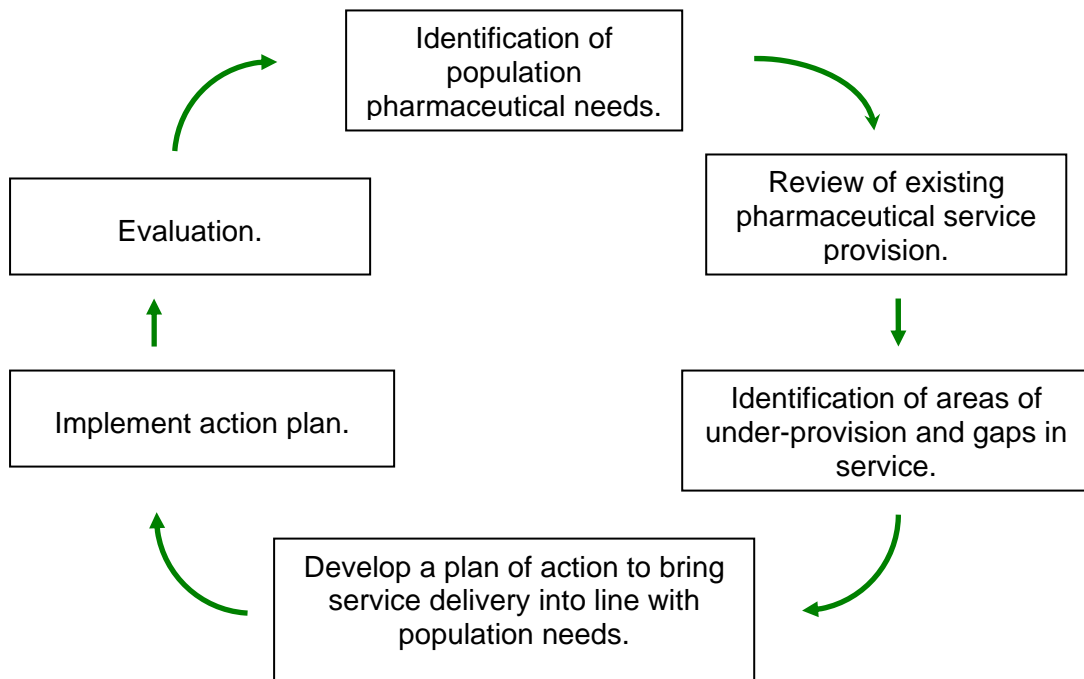 Identification of
population
pharmaceutical needs.
Review of existing
pharmaceutical service
provision.
Identification of areas of
under-provision and gaps in
service.
Develop a plan of action to bring
service delivery into line with
population needs.
Implement action plan.
Evaluation.